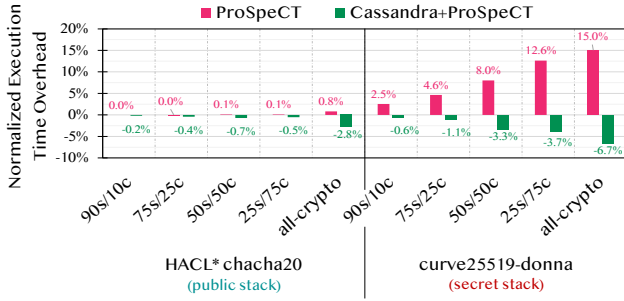 ProSpeCT Cassandra+ProSpeCT
Normalized Execution
Time Overhead
20%
15%
10%
5%
0%
-5%
-10%
0.0% 0.0% 0.1% 0.1% 0.8% 2.5% 4.6% 8.0% 12.6% 15.0%
-0.2% -0.4% -0.7% -0.5% -2.8% -0.6% -1.1% -3.3% -3.7% -6.7%
90s/10c 75s/25c 50s/50c 25s/75c all-crypto 90s/10c 75s/25c 50s/50c 25s/75c all-crypto
HACL* chacha20 curve25519-donna
(public stack) (secret stack)